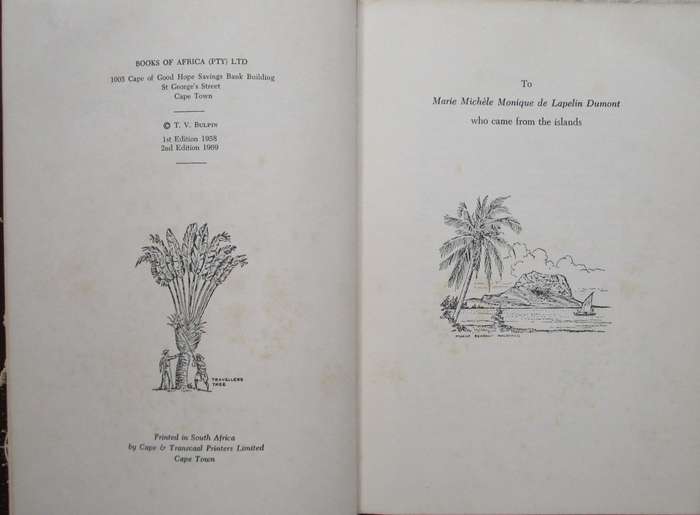 BOOKS OF AFRICA (PTY) LTD
1003 Cape of Good Hope Savings Bank Building
St George's Street
Cape Town
© T. V. BULPIN
1st Edition 1958
2nd Edition 1969
TRAVELLERS
TREE
Printed in South Africa
by Cape & Transvaal Printers Limited
Cape Town
To
Marie Michèle Monique de Lapelin Dumont
who came from the islands